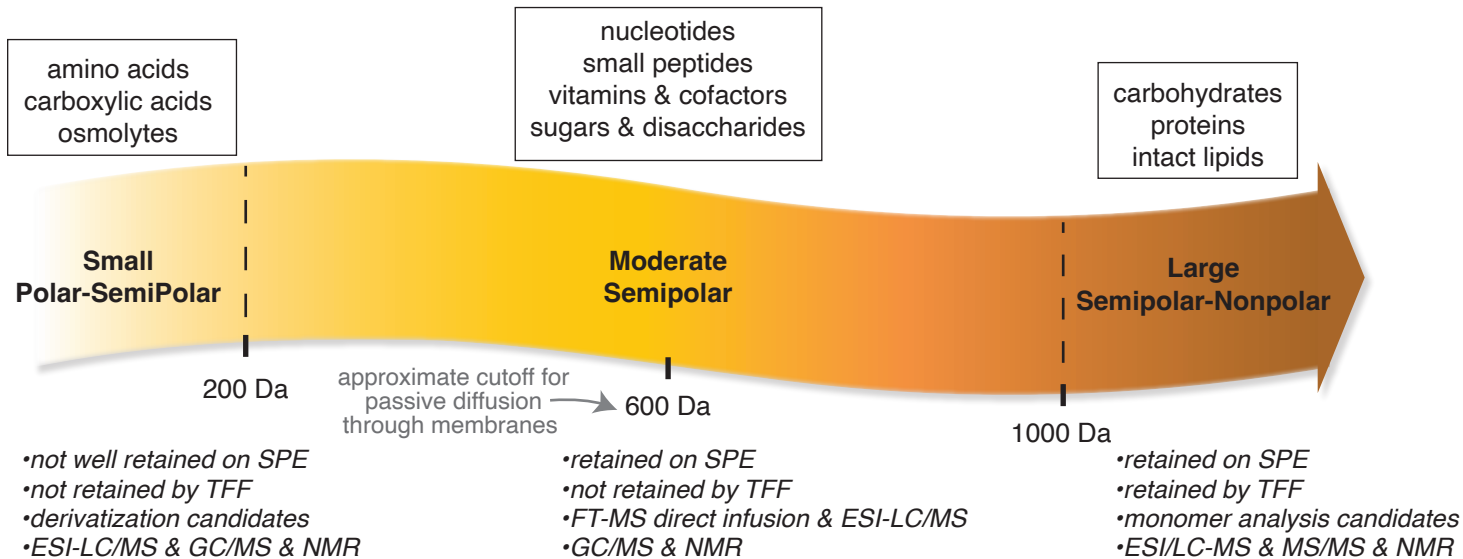 amino acids
carboxylic acids
osmolytes
nucleotides
small peptides
vitamins & cofactors
sugars & disaccharides
carbohydrates
proteins
intact lipids
Small
Polar-SemiPolar
Moderate
Semipolar
Large
Semipolar-Nonpolar
200 Da
approximate cutoff for
passive diffusion
through membranes
600 Da
1000 Da
•not well retained on SPE
•not retained by TFF
•derivatization candidates
•ESI-LC/MS & GC/MS & NMR
•retained on SPE
•not retained by TFF
•FT-MS direct infusion & ESI-LC/MS
•GC/MS & NMR
•retained on SPE
•retained by TFF
•monomer analysis candidates
•ESI/LC-MS & MS/MS & NMR